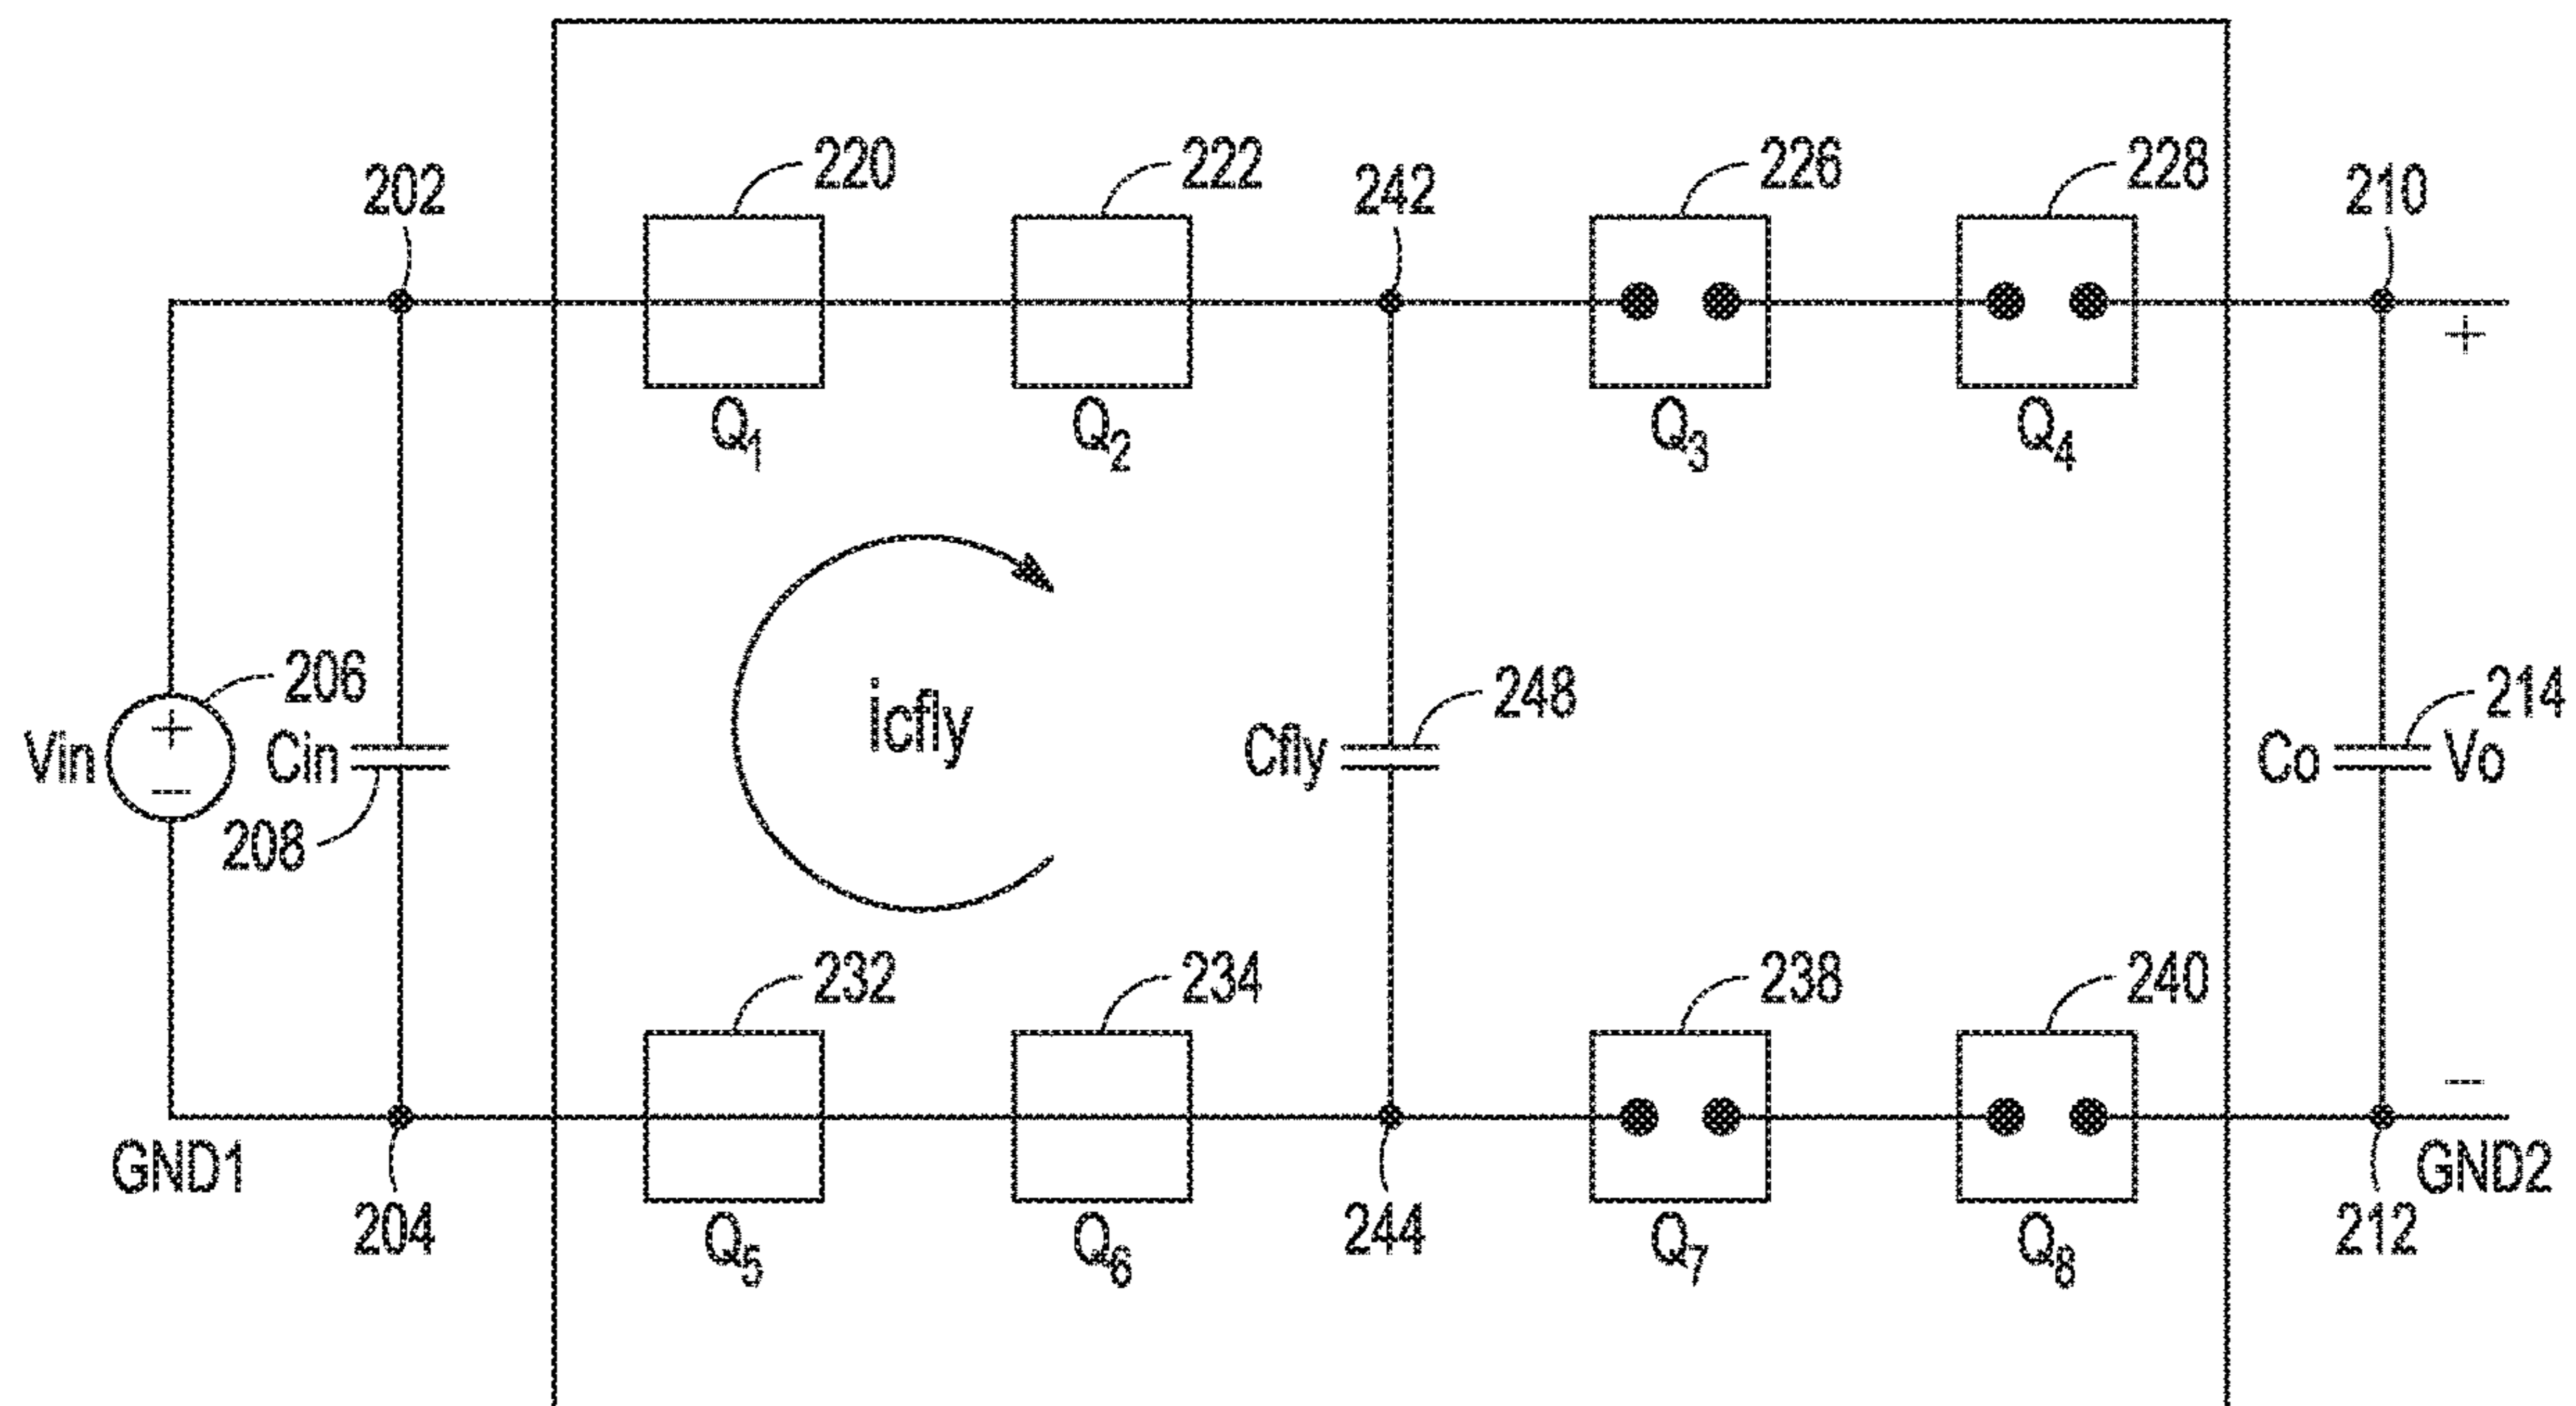 220
222
226
228
202
242
210
+
Q1
Q2
Q3
Q4
206
248
214
Vin
+
−
Cin
icfly
Cfly
Co
Vo
208
232
234
238
240
−
GND1
GND2
204
244
212
Q5
Q6
Q7
Q8